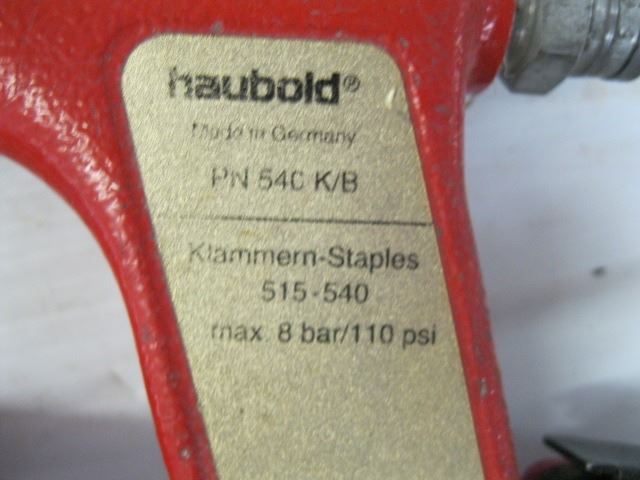 haubold®
Made in Germany
PN 540 K/B
Klammern-Staples
515-540
max. 8 bar/110 psi